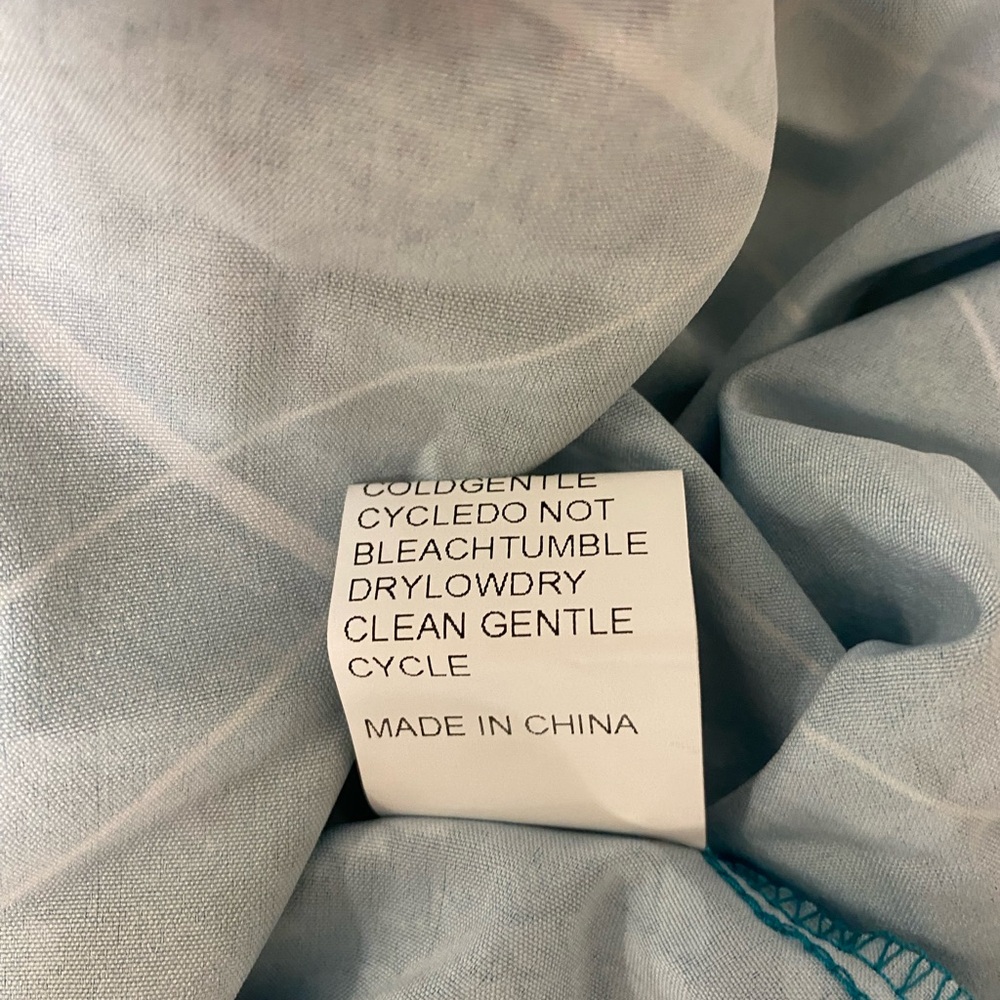 COLDGENTLE
CYCLEDO NOT
BLEACHTUMBLE
DRYLOWDRY
CLEAN GENTLE
CYCLE
MADE IN CHINA